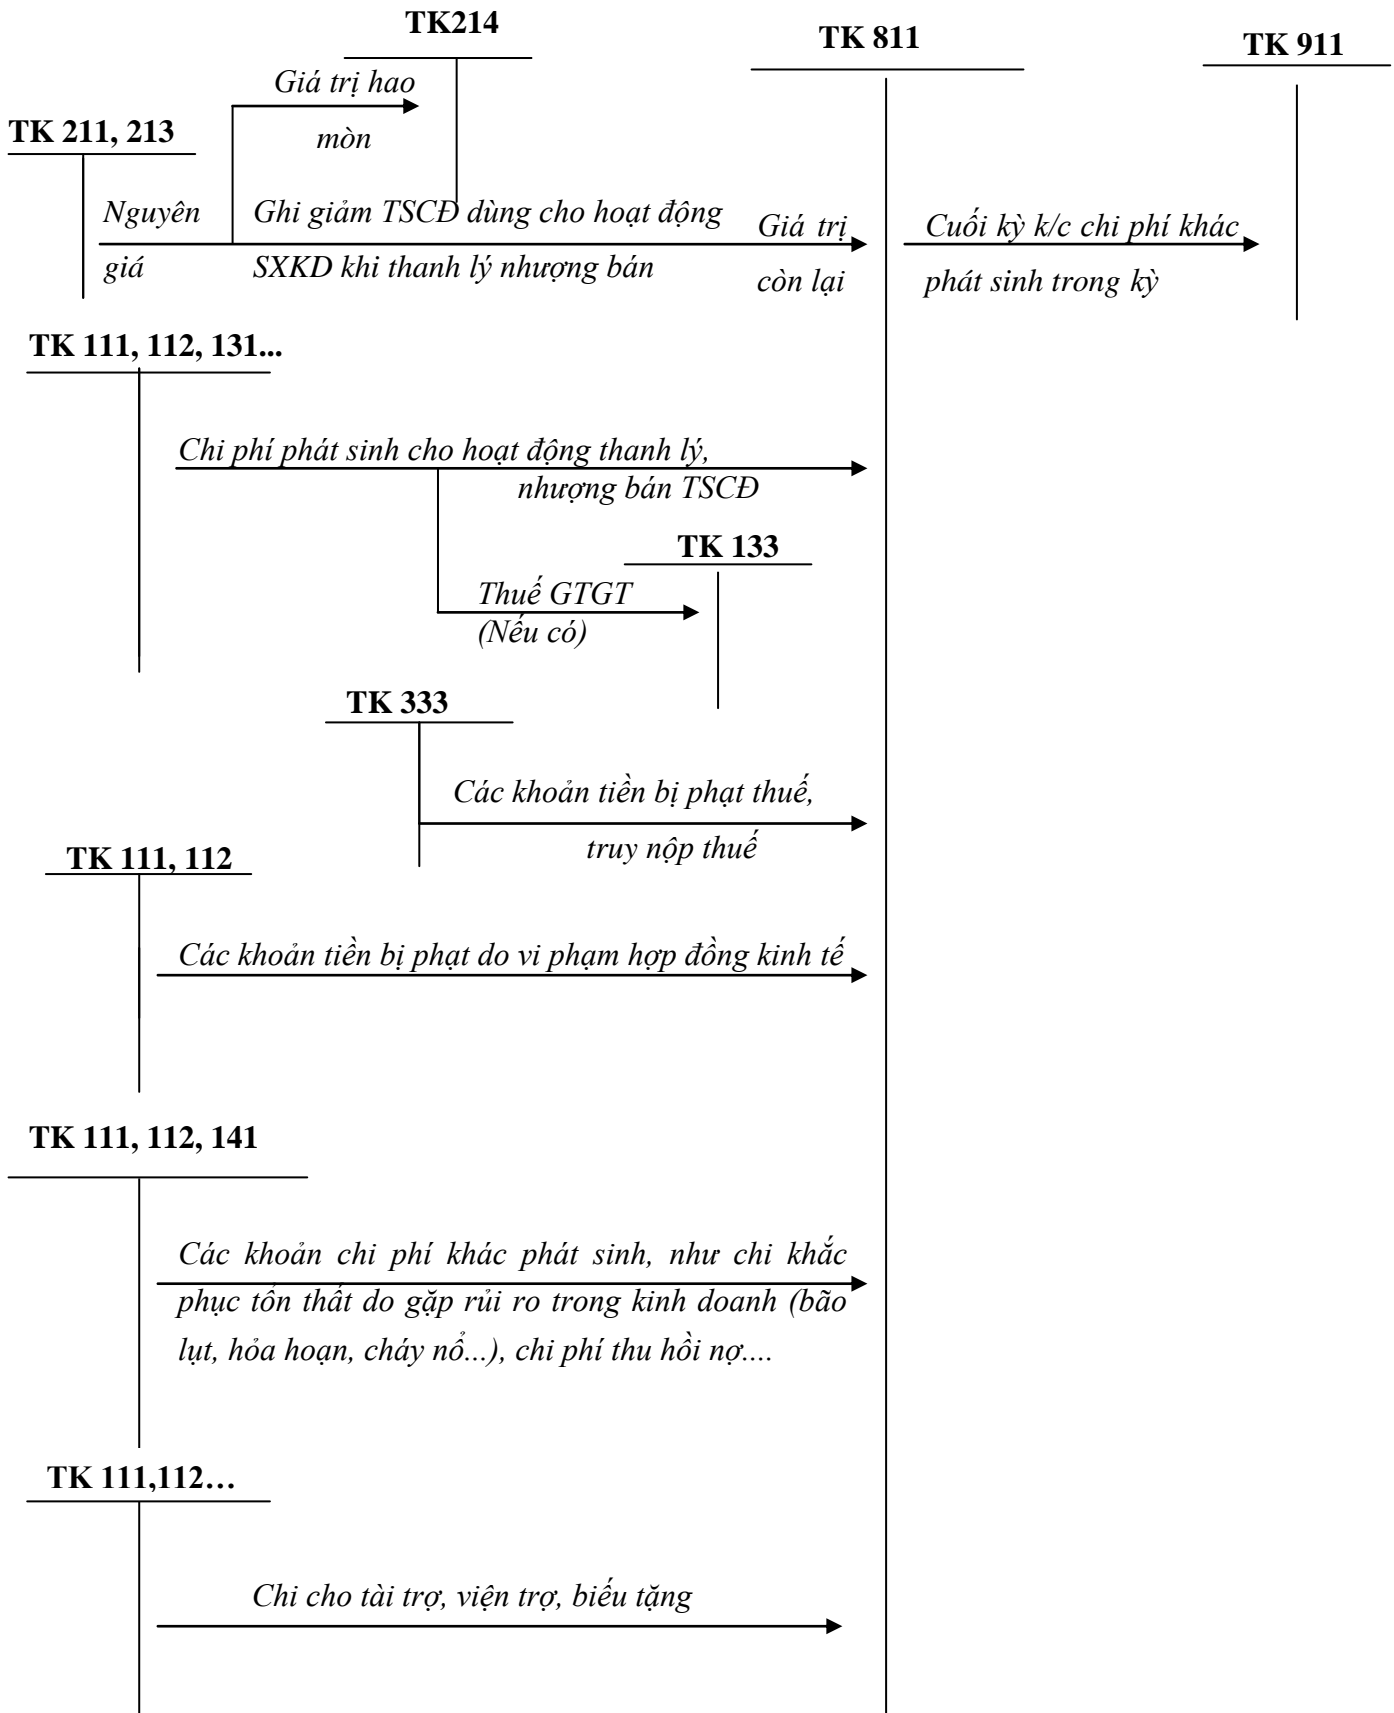 TK214
TK 811
TK 911
Giá trị hao
mòn
TK 211, 213
Nguyên
giá
Ghi giảm TSCĐ dùng cho hoạt động
SXKD khi thanh lý nhượng bán
Giá trị
còn lại
Cuối kỳ k/c chi phí khác
phát sinh trong kỳ
TK 111, 112, 131...
Chi phí phát sinh cho hoạt động thanh lý,
nhượng bán TSCĐ
TK 133
Thuế GTGT
(Nếu có)
TK 333
Các khoản tiền bị phạt thuế,
truy nộp thuế
TK 111, 112
Các khoản tiền bị phạt do vi phạm hợp đồng kinh tế
TK 111, 112, 141
Các khoản chi phí khác phát sinh, như chi khắc
phục tổn thất do gặp rủi ro trong kinh doanh (bão
lụt, hỏa hoạn, cháy nổ...), chi phí thu hồi nợ....
TK 111,112…
Chi cho tài trợ, viện trợ, biếu tặng